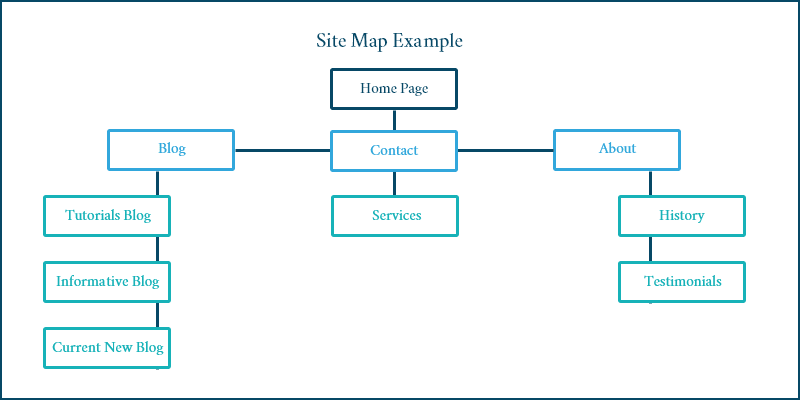 Site Map Example
Home Page
Blog
Contact
About
Tutorials Blog
Services
History
Informative Blog
Testimonials
Current New Blog